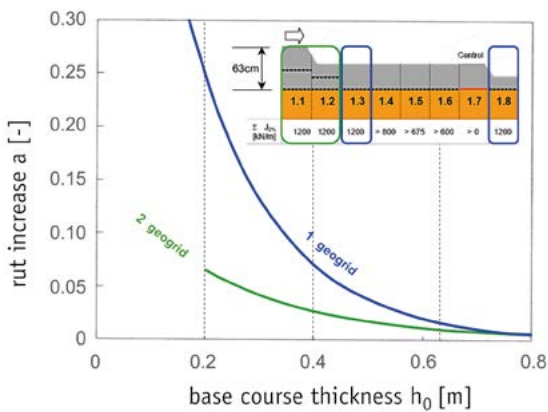 0.30
0.25
0.20
0.15
0.10
0.05
0
rut increase a [-]
63cm
Control
1.1 1.2 1.3 1.4 1.5 1.6 1.7 1.8
J2% [kN/m] 1200 1200 1200 > 800 > 675 > 600 > 0 1200
2 geogrid
1 geogrid
0 0.2 0.4 0.6 0.8
base course thickness h0 [m]